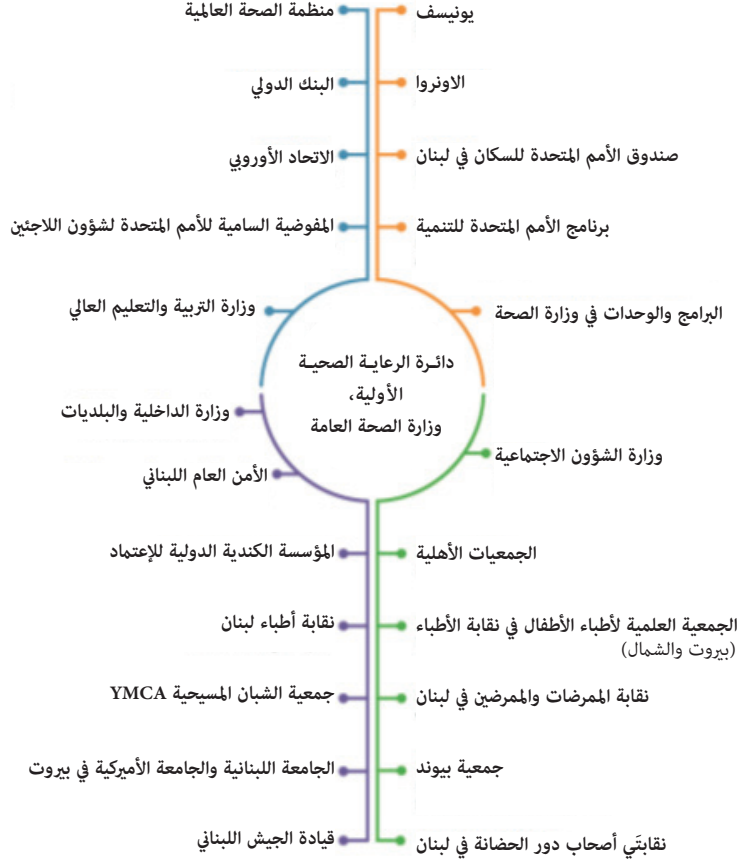 يونيسف
منظمة الصحة العالمية
الاونروا
البنك الدولي
صندوق الأمم المتحدة للسكان في لبنان
الاتحاد الأوروبي
برنامج الأمم المتحدة للتنمية
المفوضية السامية للأمم المتحدة لشؤون اللاجئين
البرامج والوحدات في وزارة الصحة
وزارة التربية والتعليم العالي
دائرة الرعاية الصحية
الأولية،
وزارة الصحة العامة
وزارة الداخلية والبلديات
وزارة الشؤون الاجتماعية
الأمن العام اللبناني
الجمعيات الأهلية
المؤسسة الكندية الدولية للإعتماد
الجمعية العلمية لأطباء الأطفال في نقابة الأطباء
(بيروت والشمال)
نقابة أطباء لبنان
نقابة الممرضات والممرضين في لبنان
جمعية الشبان المسيحية YMCA
جمعية بيوند
الجامعة اللبنانية والجامعة الأميركية في بيروت
نقابتَي أصحاب دور الحضانة في لبنان
قيادة الجيش اللبناني